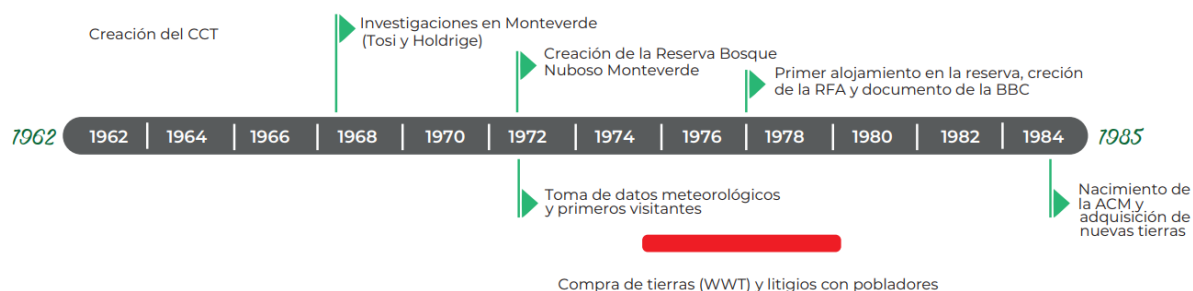 Creación del CCT
Investigaciones en Monteverde
(Tosi y Holdrige)
Creación de la Reserva Bosque
Nuboso Monteverde
Primer alojamiento en la reserva, creción
de la RFA y documento de la BBC
1962 1962 1964 1966 1968 1970 1972 1974 1976 1978 1980 1982 1984 1985
Toma de datos meteorológicos
y primeros visitantes
Nacimiento de
la ACM y
adquisición de
nuevas tierras
Compra de tierras (WWT) y litigios con pobladores